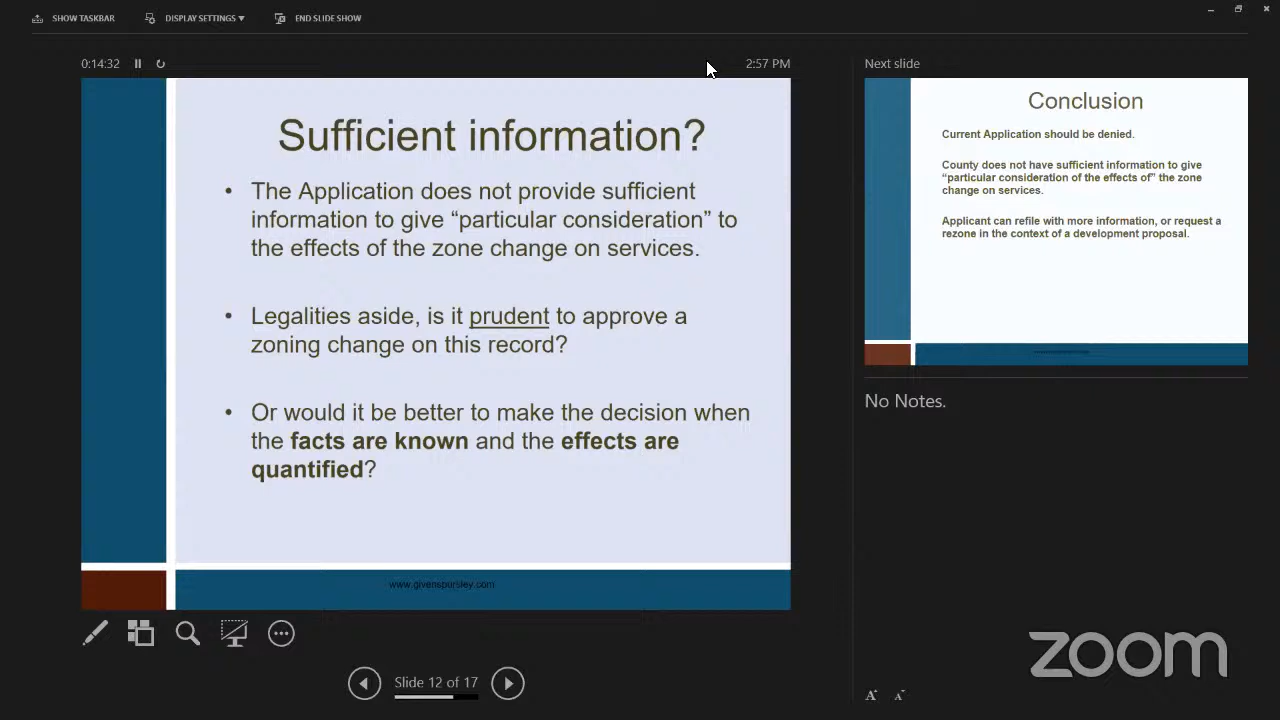 SHOW TASKBAR
DISPLAY SETTINGS ▼
END SLIDE SHOW
0:14:32
2:57 PM
Sufficient information?
• The Application does not provide sufficient
information to give “particular consideration” to
the effects of the zone change on services.
• Legalities aside, is it prudent to approve a
zoning change on this record?
• Or would it be better to make the decision when
the facts are known and the effects are
quantified?
www.givenspursley.com
Slide 12 of 17
Next slide
Conclusion
Current Application should be denied.
County does not have sufficient information to give
“particular consideration of the effects of” the zone
change on services.
Applicant can refile with more information, or request a
rezone in the context of a development proposal.
No Notes.
zoom
A A